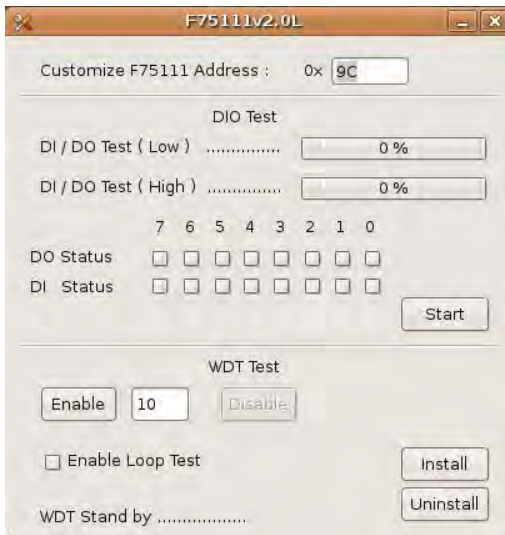 F75111v2.0L
Customize F75111 Address : 0x 9C
DIO Test
DI / DO Test ( Low ) ............... 0 %
DI / DO Test ( High ) ............... 0 %
7 6 5 4 3 2 1 0
DO Status
DI Status
Start
WDT Test
Enable 10 Disable
Enable Loop Test
Install
Uninstall
WDT Stand by ..................